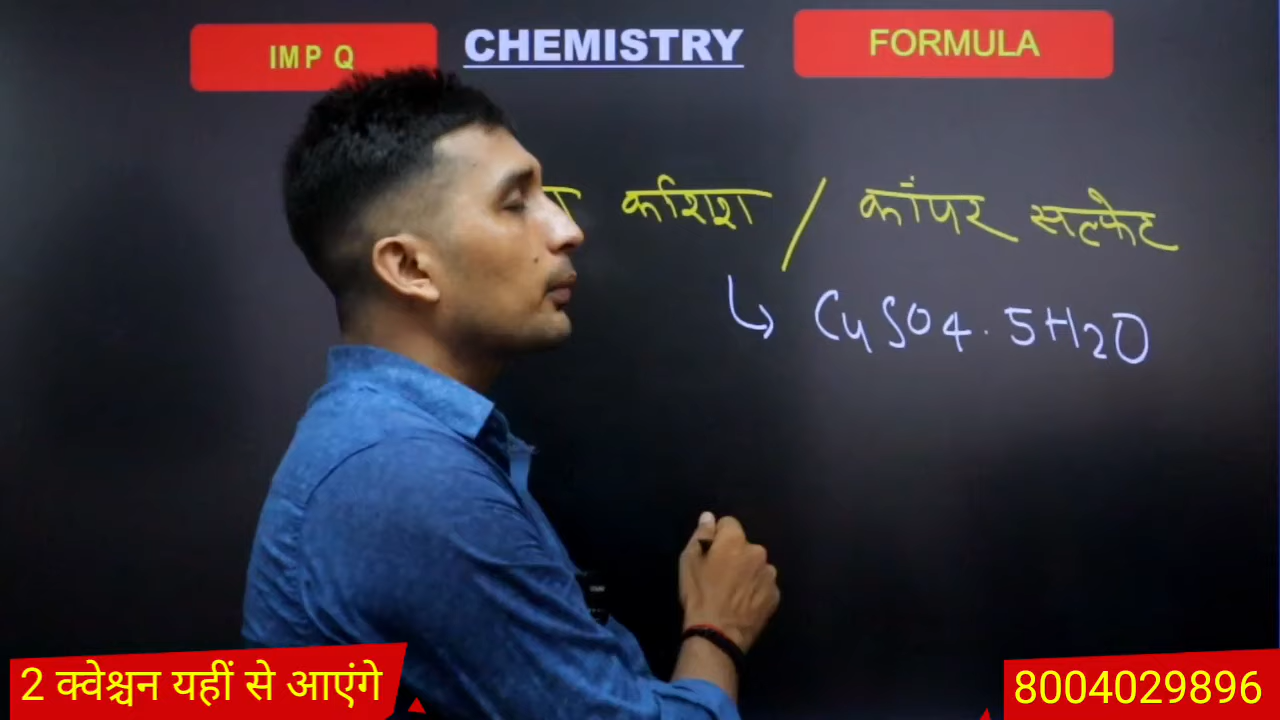 IMP Q CHEMISTRY FORMULA
कशिश / कॉपर सल्फेट
↳ CuSO4.5H2O
2 क्वेश्चन यहीं से आएंगे 8004029896